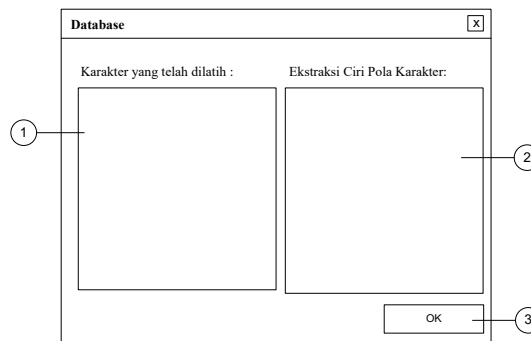 Database x
Karakter yang telah dilatih : Ekstraksi Ciri Pola Karakter:
1
2
OK 3